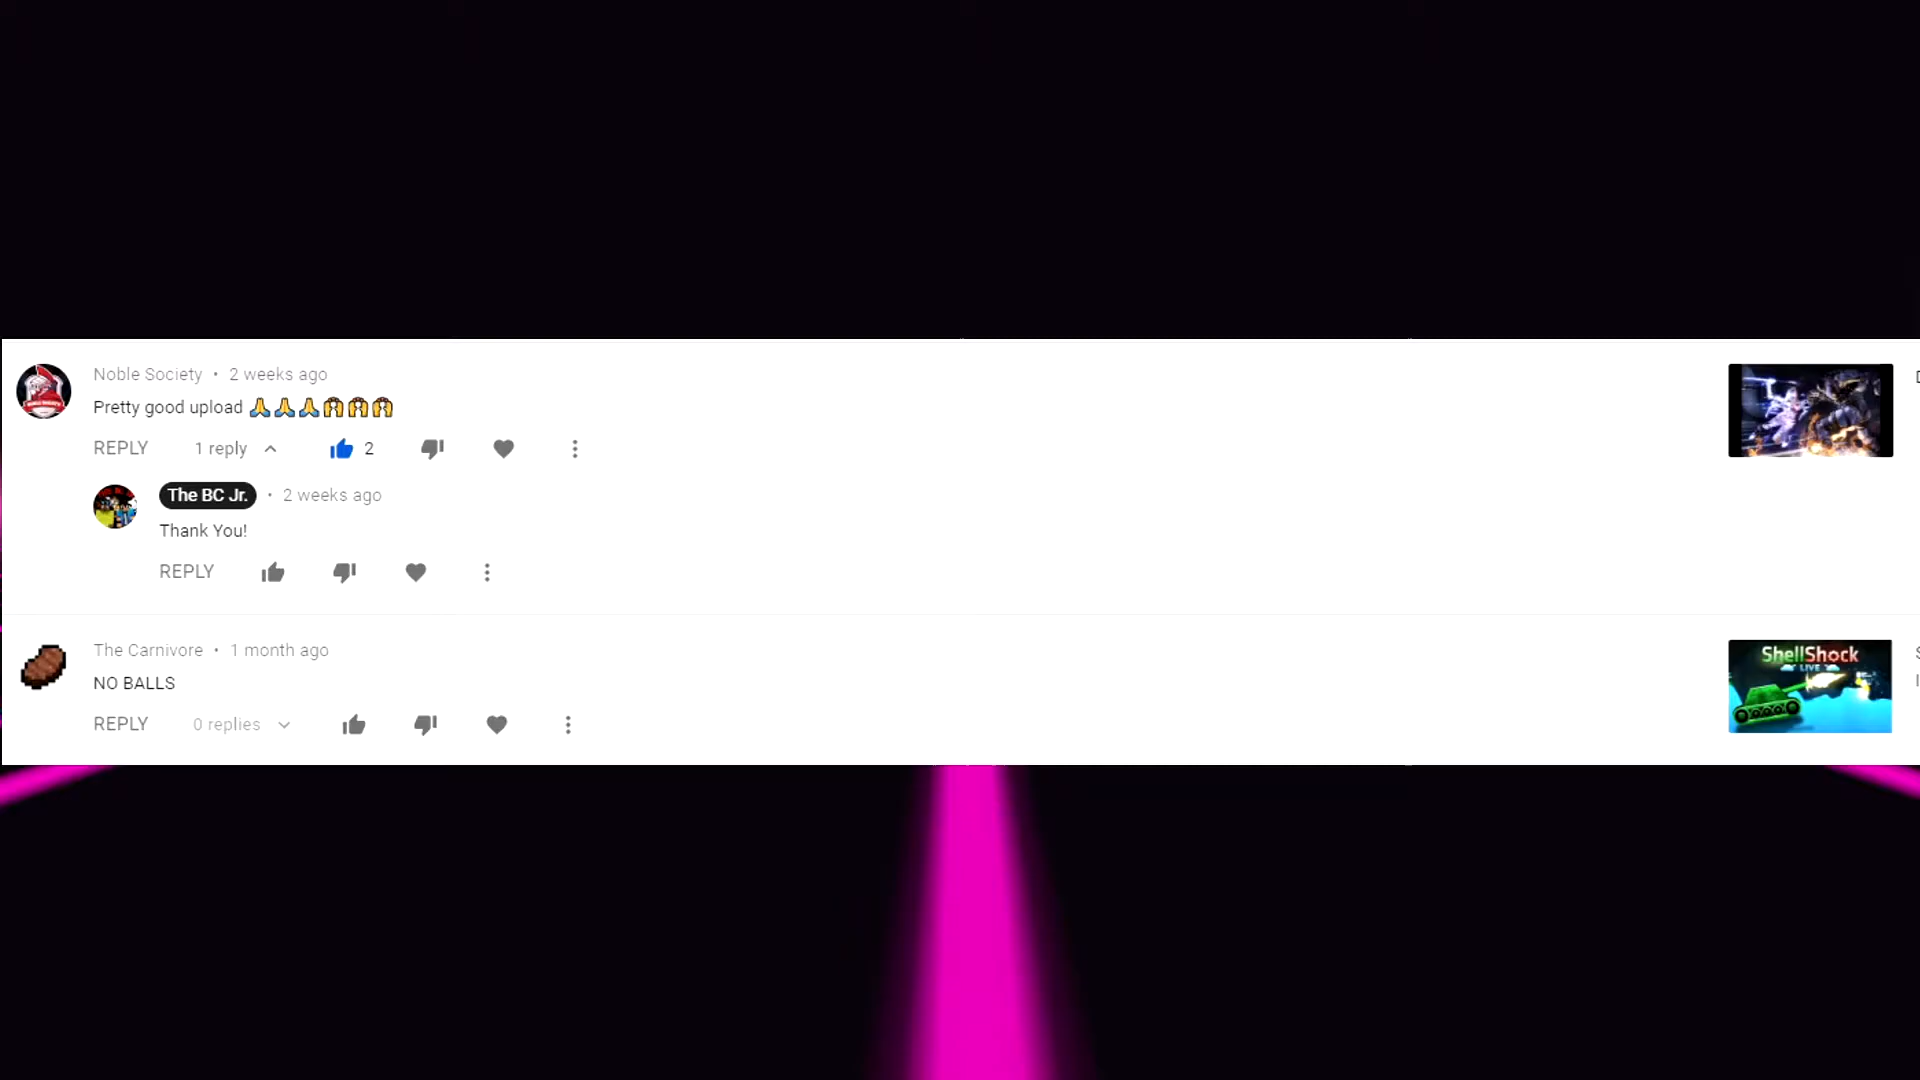 Noble Society • 2 weeks ago
Pretty good upload 🙏🙏🙏🙌🙌🙌
REPLY 1 reply 2
The BC Jr. • 2 weeks ago
Thank You!
REPLY
The Carnivore • 1 month ago
NO BALLS
REPLY 0 replies
ShellShock
LIVE